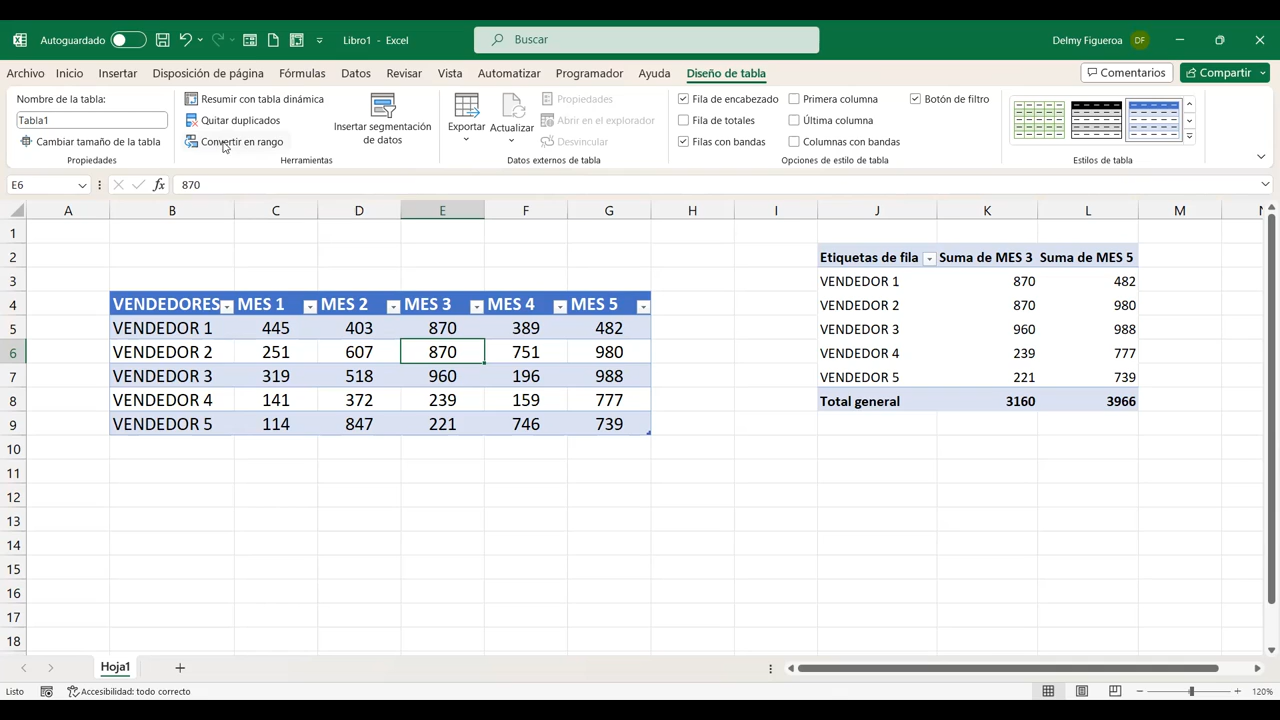 Autoguardado
Libro1 - Excel
Buscar
Delmy Figueroa DF
Archivo Inicio Insertar Disposición de página Fórmulas Datos Revisar Vista Automatizar Programador Ayuda Diseño de tabla Comentarios Compartir
Nombre de la tabla:
Tabla1
Cambiar tamaño de la tabla
Propiedades
Resumir con tabla dinámica
Quitar duplicados
Convertir en rango
Insertar segmentación
de datos
Herramientas
Exportar
Actualizar
Propiedades
Abrir en el explorador
Desvincular
Datos externos de tabla
Fila de encabezado
Fila de totales
Filas con bandas
Primera columna
Última columna
Columnas con bandas
Botón de filtro
Opciones de estilo de tabla
Estilos de tabla
E6 fx 870
A B C D E F G H I J K L M N
1
2 Etiquetas de fila Suma de MES 3 Suma de MES 5
3 VENDEDOR 1 870 482
4 VENDEDORES MES 1 MES 2 MES 3 MES 4 MES 5 VENDEDOR 2 870 980
5 VENDEDOR 1 445 403 870 389 482 VENDEDOR 3 960 988
6 VENDEDOR 2 251 607 870 751 980 VENDEDOR 4 239 777
7 VENDEDOR 3 319 518 960 196 988 VENDEDOR 5 221 739
8 VENDEDOR 4 141 372 239 159 777 Total general 3160 3966
9 VENDEDOR 5 114 847 221 746 739
10
11
12
13
14
15
16
17
18
Hoja1
Listo Accesibilidad: todo correcto 120%